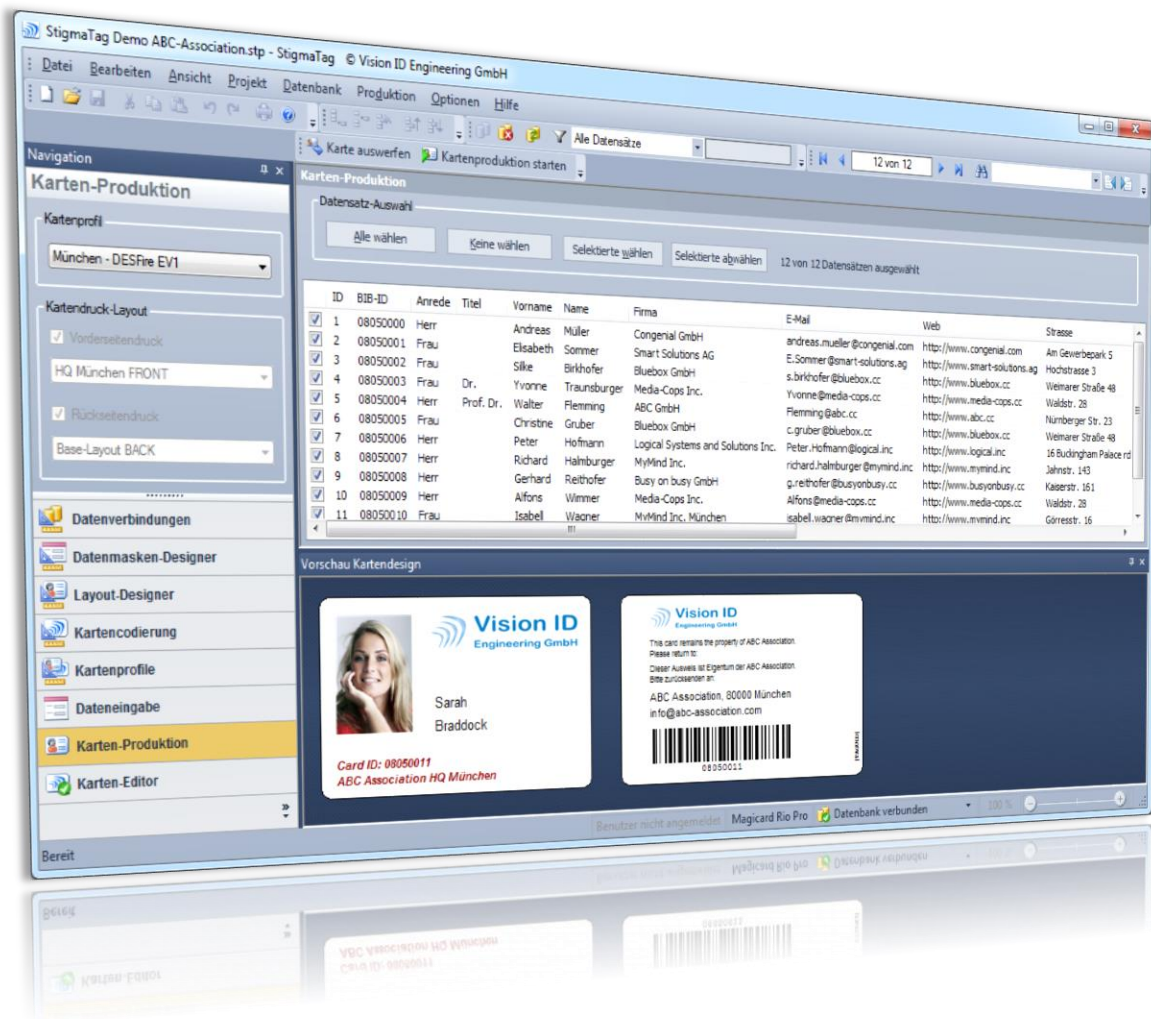 StigmaTag Demo ABC-Association.stp - StigmaTag © Vision ID Engineering GmbH
Datei Bearbeiten Ansicht Projekt Datenbank Produktion Optionen Hilfe
Alle Datensätze
12 von 12
Karte auswerfen Kartenproduktion starten
Navigation
Karten-Produktion
Kartenprofil
München - DESFire EV1
Kartendruck-Layout
Vorderseitendruck
HQ München FRONT
Rückseitendruck
Base-Layout BACK
Datenverbindungen
Datenmasken-Designer
Layout-Designer
Kartencodierung
Kartenprofile
Dateneingabe
Karten-Produktion
Karten-Editor
Karten-Produktion
Datensatz-Auswahl
Alle wählen Keine wählen Selektierte wählen Selektierte abwählen 12 von 12 Datensätzen ausgewählt
ID BIB-ID Anrede Titel Vorname Name Firma E-Mail Web Strasse
1 08050000 Herr Andreas Müller Congenial GmbH andreas.mueller@congenial.com http://www.congenial.com Am Gewerbepark 5
2 08050001 Frau Elisabeth Sommer Smart Solutions AG E.Sommer@smart-solutions.ag http://www.smart-solutions.ag Hochstrasse 3
3 08050002 Frau Silke Birkhofer Bluebox GmbH s.birkhofer@bluebox.cc http://www.bluebox.cc Weimarer Straße 48
4 08050003 Frau Dr. Yvonne Traunsburger Media-Cops Inc. Yvonne@media-cops.cc http://www.media-cops.cc Waldstr. 28
5 08050004 Herr Prof. Dr. Walter Flemming ABC GmbH Flemming@abc.cc http://www.abc.cc Nürnberger Str. 23
6 08050005 Frau Christine Gruber Bluebox GmbH c.gruber@bluebox.cc http://www.bluebox.cc Weimarer Straße 48
7 08050006 Herr Peter Hofmann Logical Systems and Solutions Inc. Peter.Hofmann@logical.inc http://www.logical.inc 16 Buckingham Palace rd
8 08050007 Herr Richard Halmburger MyMind Inc. richard.halmburger@mymind.inc http://www.mymind.inc Jahnstr. 143
9 08050008 Herr Gerhard Reithofer Busy on busy GmbH g.reithofer@busyonbusy.cc http://www.busyonbusy.cc Kaiserstr. 161
10 08050009 Herr Alfons Wimmer Media-Cops Inc. Alfons@media-cops.cc http://www.media-cops.cc Waldstr. 28
11 08050010 Frau Isabell Wagner MyMind Inc. München isabell.wagner@mymind.inc http://www.mymind.inc Görresstr. 16
Vorschau Kartendesign
Vision ID
Engineering GmbH
Sarah
Braddock
Card ID: 08050011
ABC Association HQ München
Vision ID
Engineering GmbH
This card remains the property of ABC Association.
Please return to:
Dieser Ausweis ist Eigentum der ABC Association.
Bitte zurücksenden an:
ABC Association, 80000 München
info@abc-association.com
08050011
Benutzer nicht angemeldet Magicard Rio Pro Datenbank verbunden 100 %
Bereit